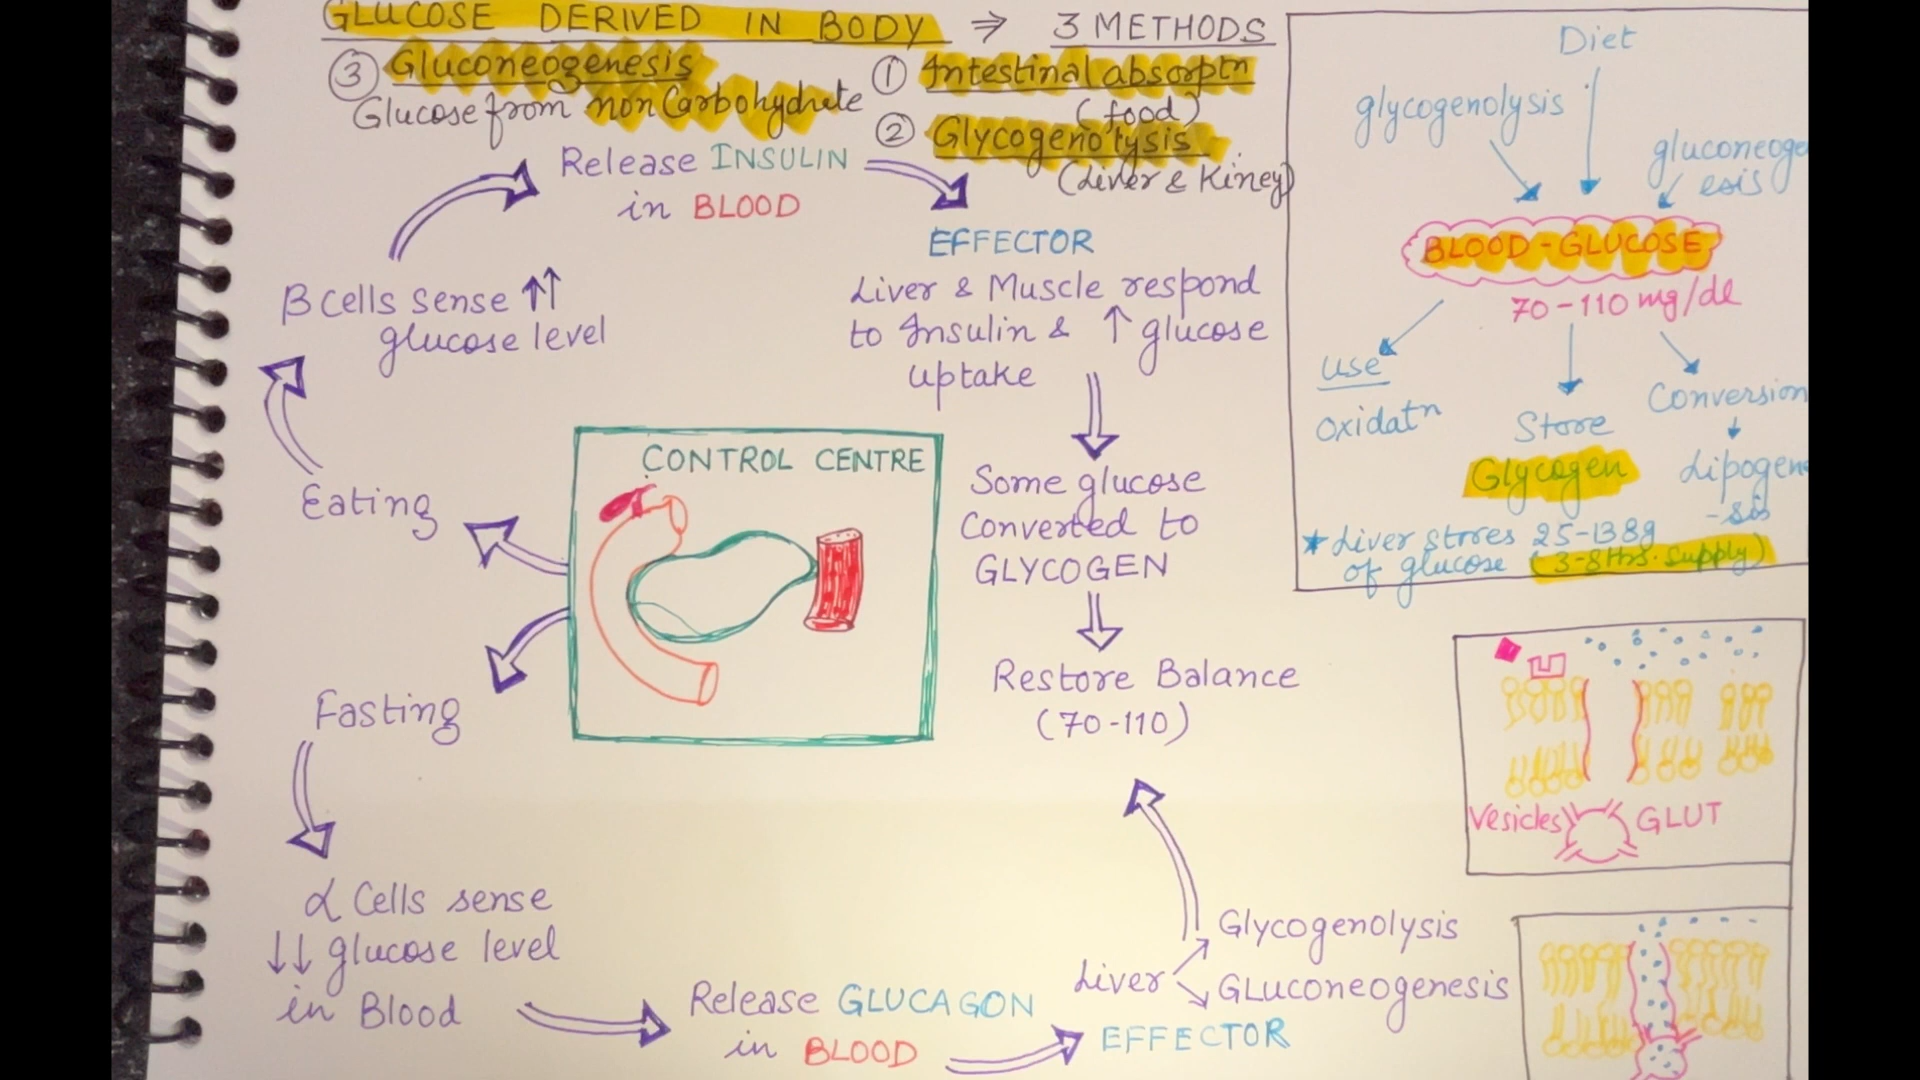 GLUCOSE DERIVED IN BODY ⇒ 3 METHODS
③ Gluconeogenesis
Glucose from non Carbohydrate
① Intestinal absorptn
(food)
② Glycogenolysis
(Liver & Kiney)
Release INSULIN
in BLOOD
EFFECTOR
Liver & Muscle respond
to Insulin & ↑ glucose
uptake
β Cells sense ↑↑
glucose level
Eating
CONTROL CENTRE
Some glucose
Converted to
GLYCOGEN
Restore Balance
(70-110)
Fasting
α Cells sense
↓↓ glucose level
in Blood
Release GLUCAGON
in BLOOD
Glycogenolysis
Liver
Gluconeogenesis
EFFECTOR
Diet
glycogenolysis
gluconeoge
esis
BLOOD-GLUCOSE
70-110 mg/dl
Use
Oxidatn
Store
Glycogen
Conversion
Lipogene
-sis
* Liver stores 25-138g
of glucose (3-8Hrs. supply)
Vesicles
GLUT